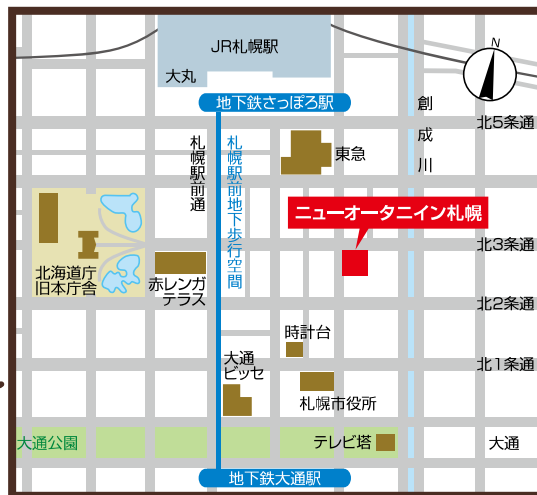 JR札幌駅
N
大丸
地下鉄さっぽろ駅
創成川
北5条通
札幌駅前通
札幌駅前地下歩行空間
東急
ニューオータニイン札幌
北3条通
北海道庁
旧本庁舎
赤レンガ
テラス
北2条通
時計台
大通
ビッセ
北1条通
札幌市役所
大通公園
テレビ塔
大通
地下鉄大通駅